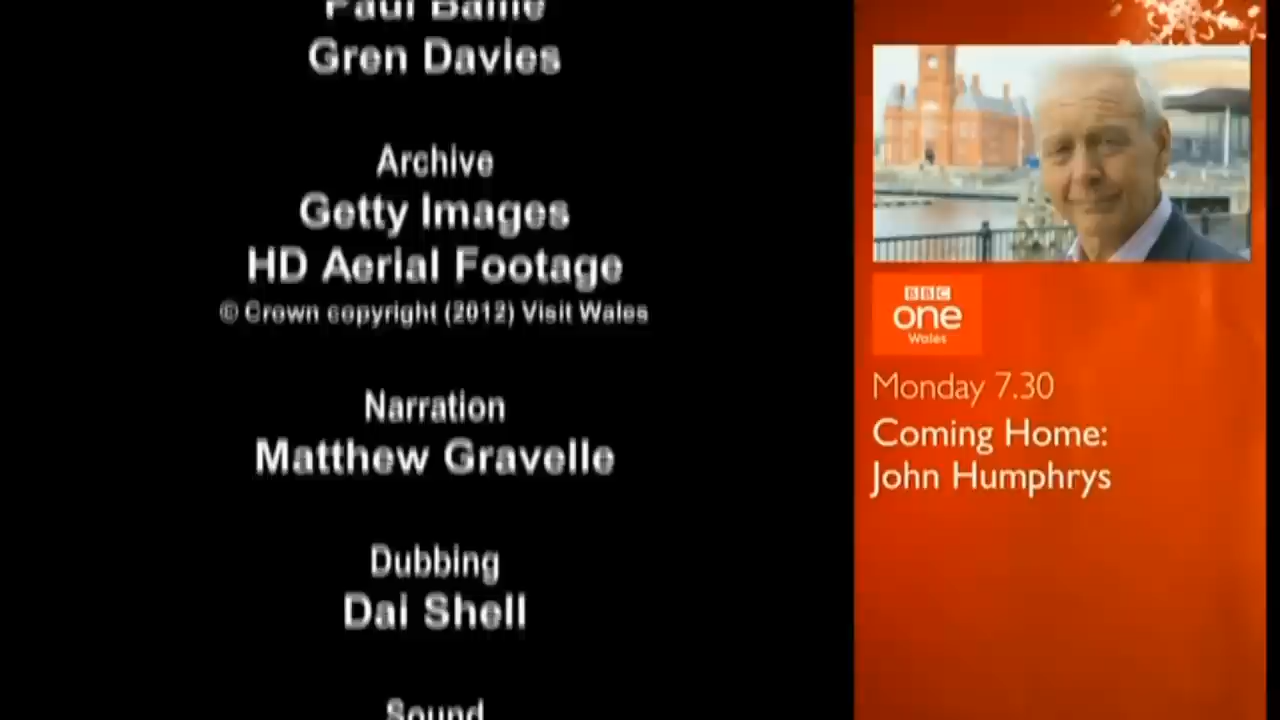 Gren Davies
Archive
Getty Images
HD Aerial Footage
© Crown copyright (2012) Visit Wales
Narration
Matthew Gravelle
Dubbing
Dai Shell
Sound
BBC
one
Wales
Monday 7.30
Coming Home:
John Humphrys